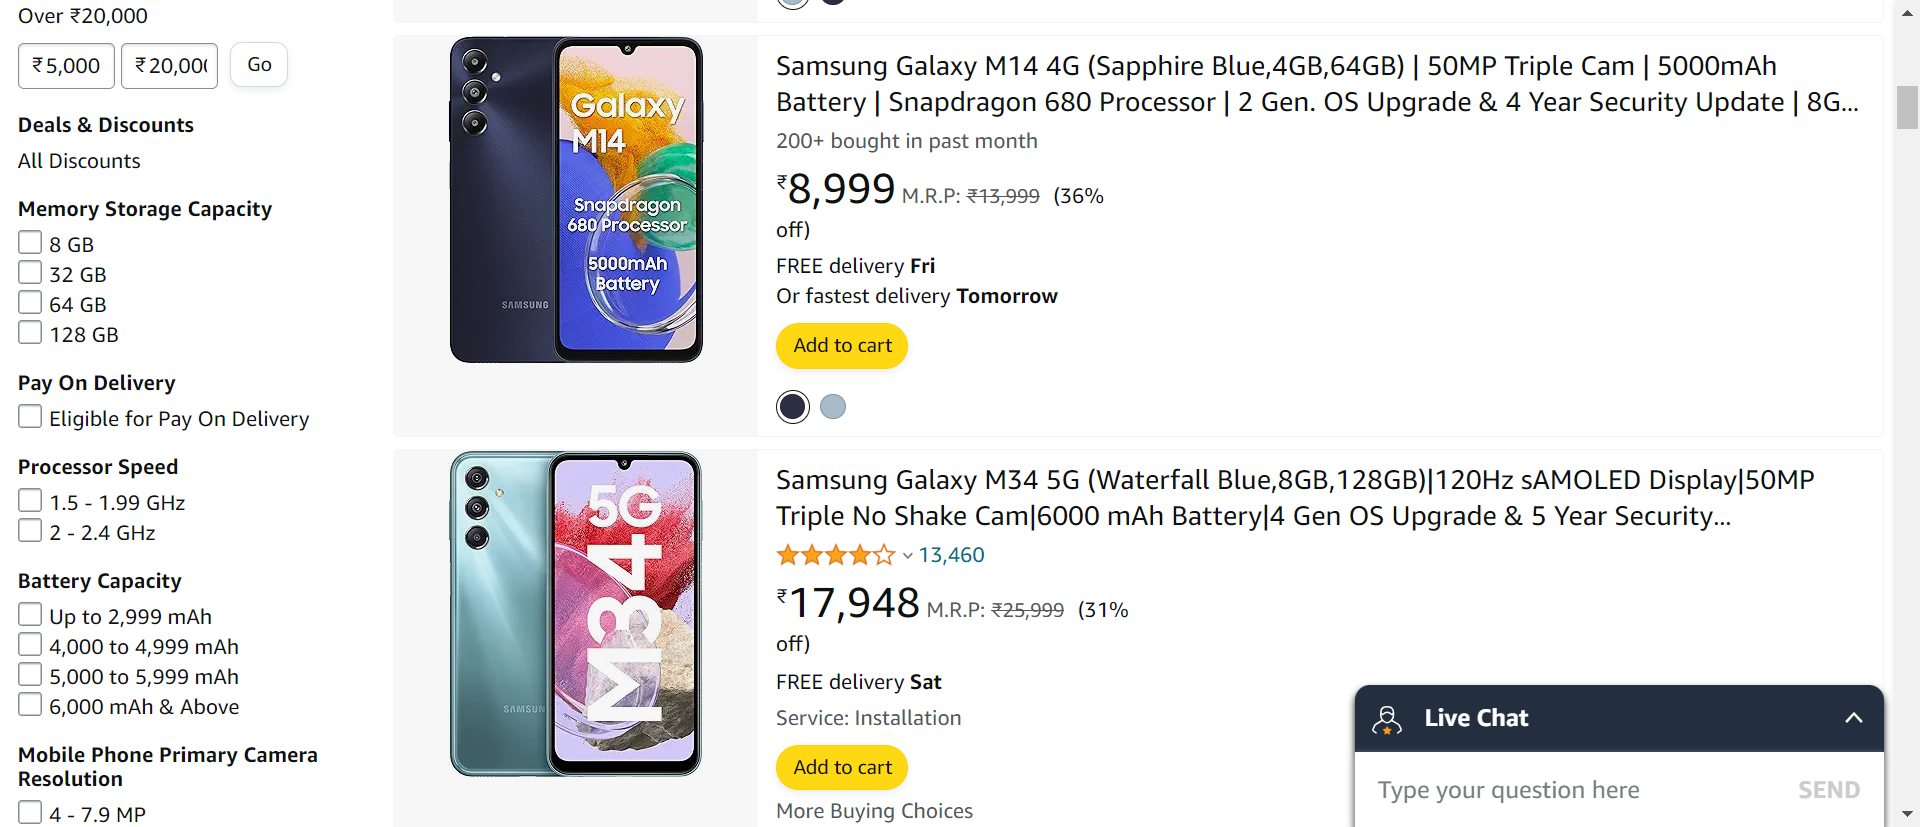 Over ₹20,000
₹5,000 ₹20,000 Go
Deals & Discounts
All Discounts
Memory Storage Capacity
8 GB
32 GB
64 GB
128 GB
Pay On Delivery
Eligible for Pay On Delivery
Processor Speed
1.5 - 1.99 GHz
2 - 2.4 GHz
Battery Capacity
Up to 2,999 mAh
4,000 to 4,999 mAh
5,000 to 5,999 mAh
6,000 mAh & Above
Mobile Phone Primary Camera
Resolution
4 - 7.9 MP
Galaxy
M14
Snapdragon
680 Processor
5000mAh
Battery
SAMSUNG
Samsung Galaxy M14 4G (Sapphire Blue,4GB,64GB) | 50MP Triple Cam | 5000mAh
Battery | Snapdragon 680 Processor | 2 Gen. OS Upgrade & 4 Year Security Update | 8G...
200+ bought in past month
₹8,999 M.R.P: ₹13,999 (36%
off)
FREE delivery Fri
Or fastest delivery Tomorrow
Add to cart
5G
M34
SAMSUN
Samsung Galaxy M34 5G (Waterfall Blue,8GB,128GB)|120Hz sAMOLED Display|50MP
Triple No Shake Cam|6000 mAh Battery|4 Gen OS Upgrade & 5 Year Security...
13,460
₹17,948 M.R.P: ₹25,999 (31%
off)
FREE delivery Sat
Service: Installation
Add to cart
More Buying Choices
Live Chat
Type your question here SEND